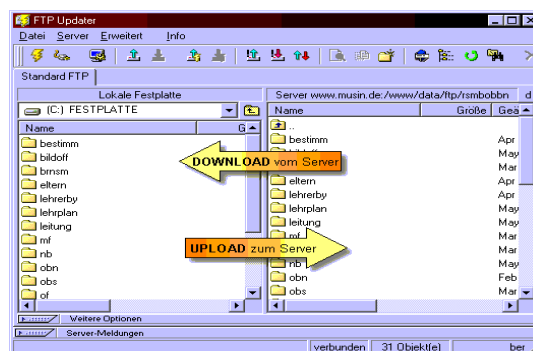 FTP Updater
Datei Server Erweitert Info
Standard FTP
Lokale Festplatte
(C:) FESTPLATTE
Name G
bestimm
bildoff
brnsm
eltern
lehrerby
lehrplan
leitung
mf
nb
obn
obs
of
Server www.musin.de:/www/data/ftp/rsmbobbn d
Name Größe Geä
..
bestimm Apr
May
Mar
eltern Apr
lehrerby Apr
lehrplan May
leitung May
mf Mar
nb May
obn Feb
obs Mar
DOWNLOAD vom Server
UPLOAD zum Server
Weitere Optionen
Server-Meldungen
verbunden 31 Objekt(e) ber